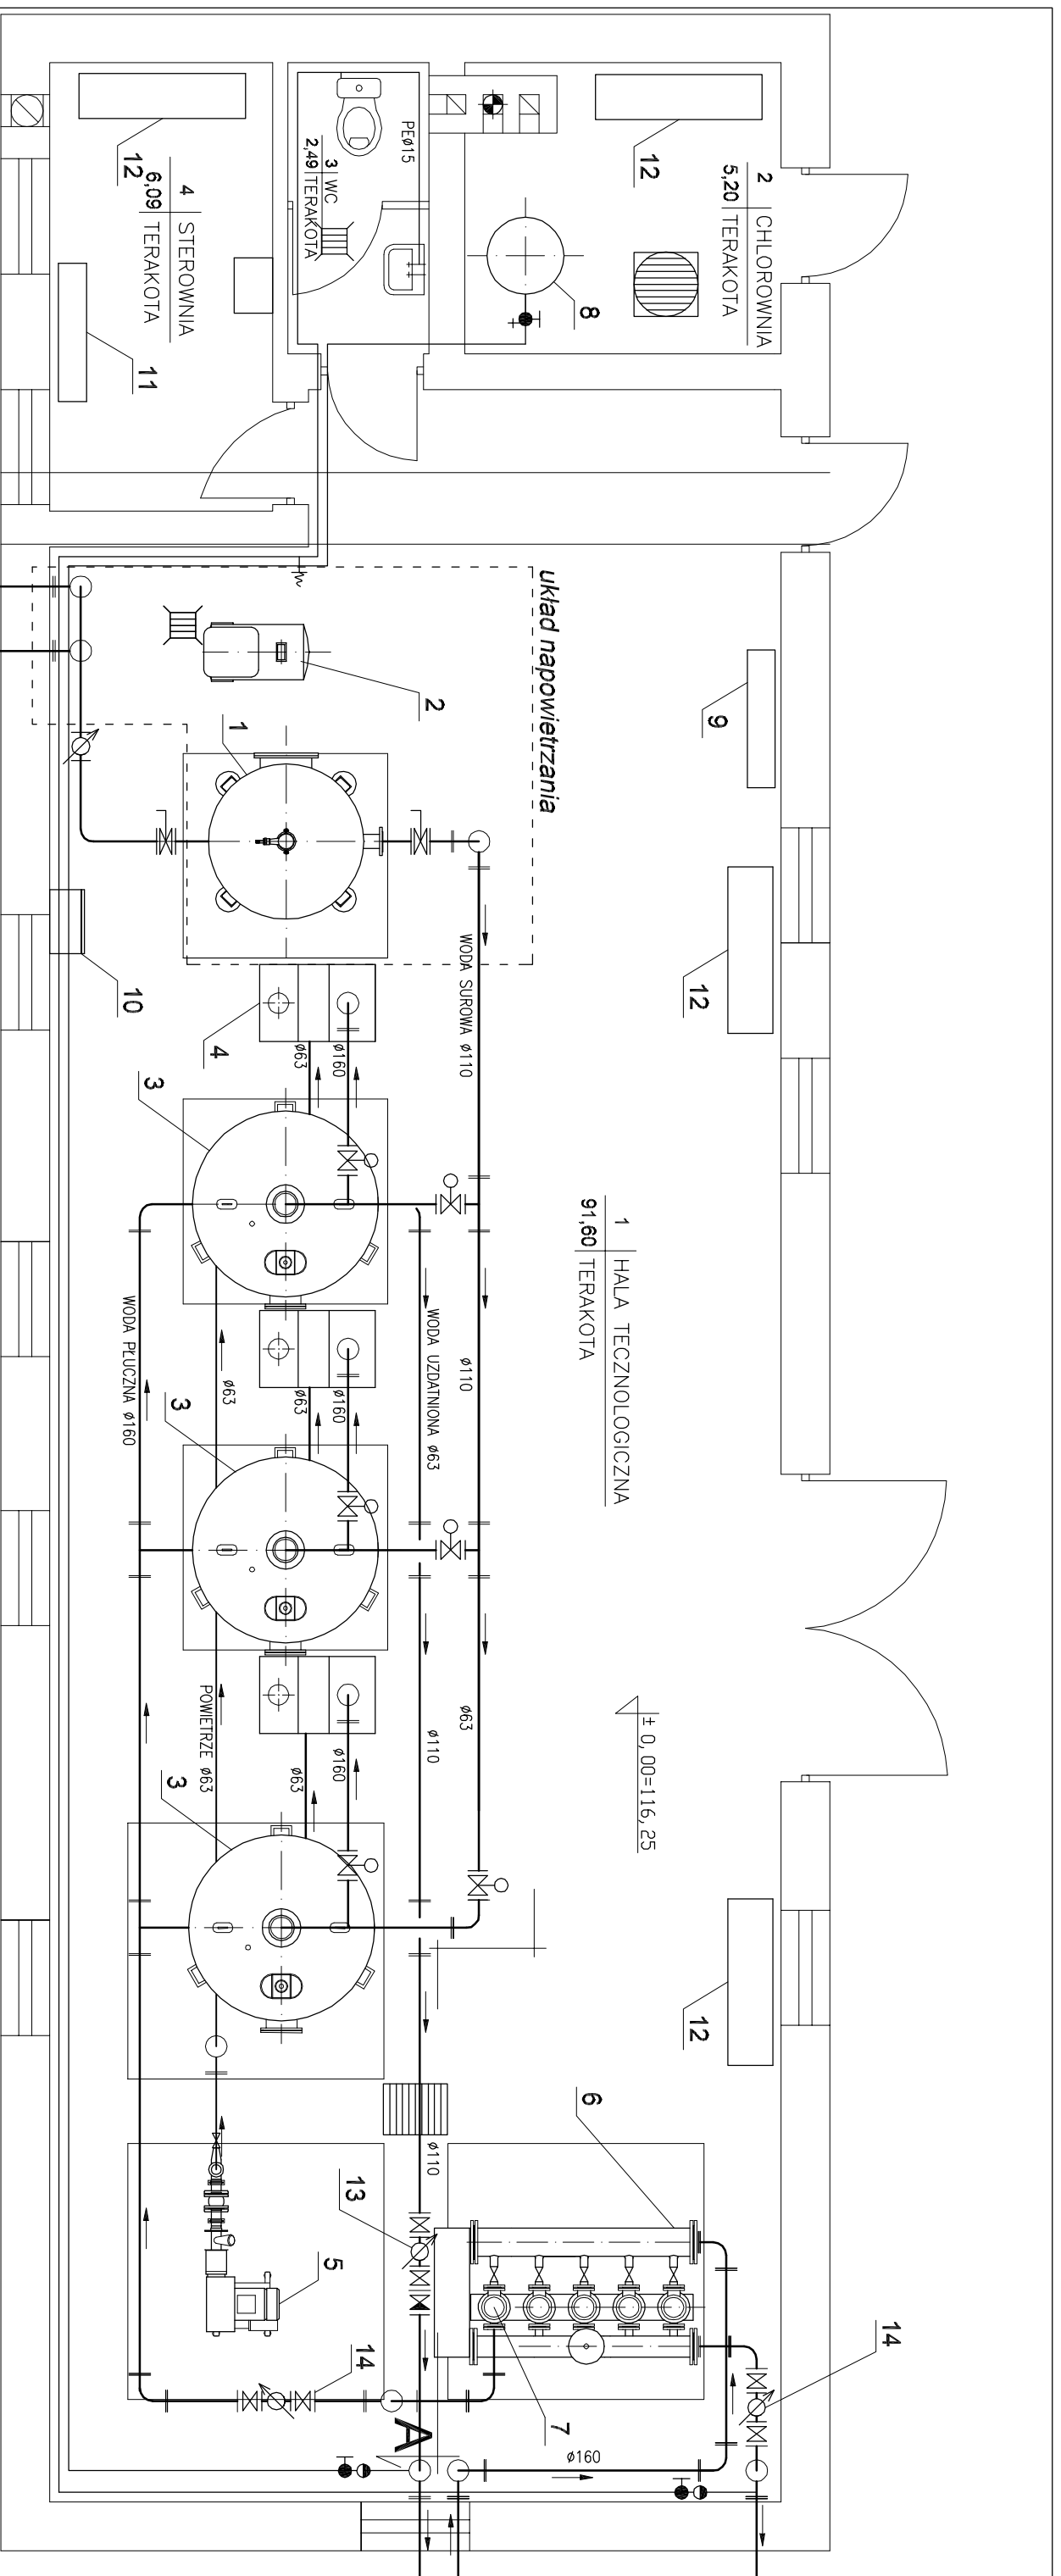 2 CHLOROWNIA
5,20 TERAKOTA
12
8
PEø15
3 WC
2,49 TERAKOTA
12
4 STEROWNIA
6,09 TERAKOTA
11
układ napowietrzania
9
2
1
10
12
4
WODA SUROWA ø110
ø160
ø63
3
1 HALA TECZNOLOGICZNA
91,60 TERAKOTA
ø110
WODA UZDATNIONA ø63
ø160
ø63
ø63
WODA PŁUCZNA ø160
3
± 0,00=116,25
ø63
ø110
ø160
ø63
POWIETRZE ø63
3
12
6
ø110
13
5
14
14
7
ø160
A